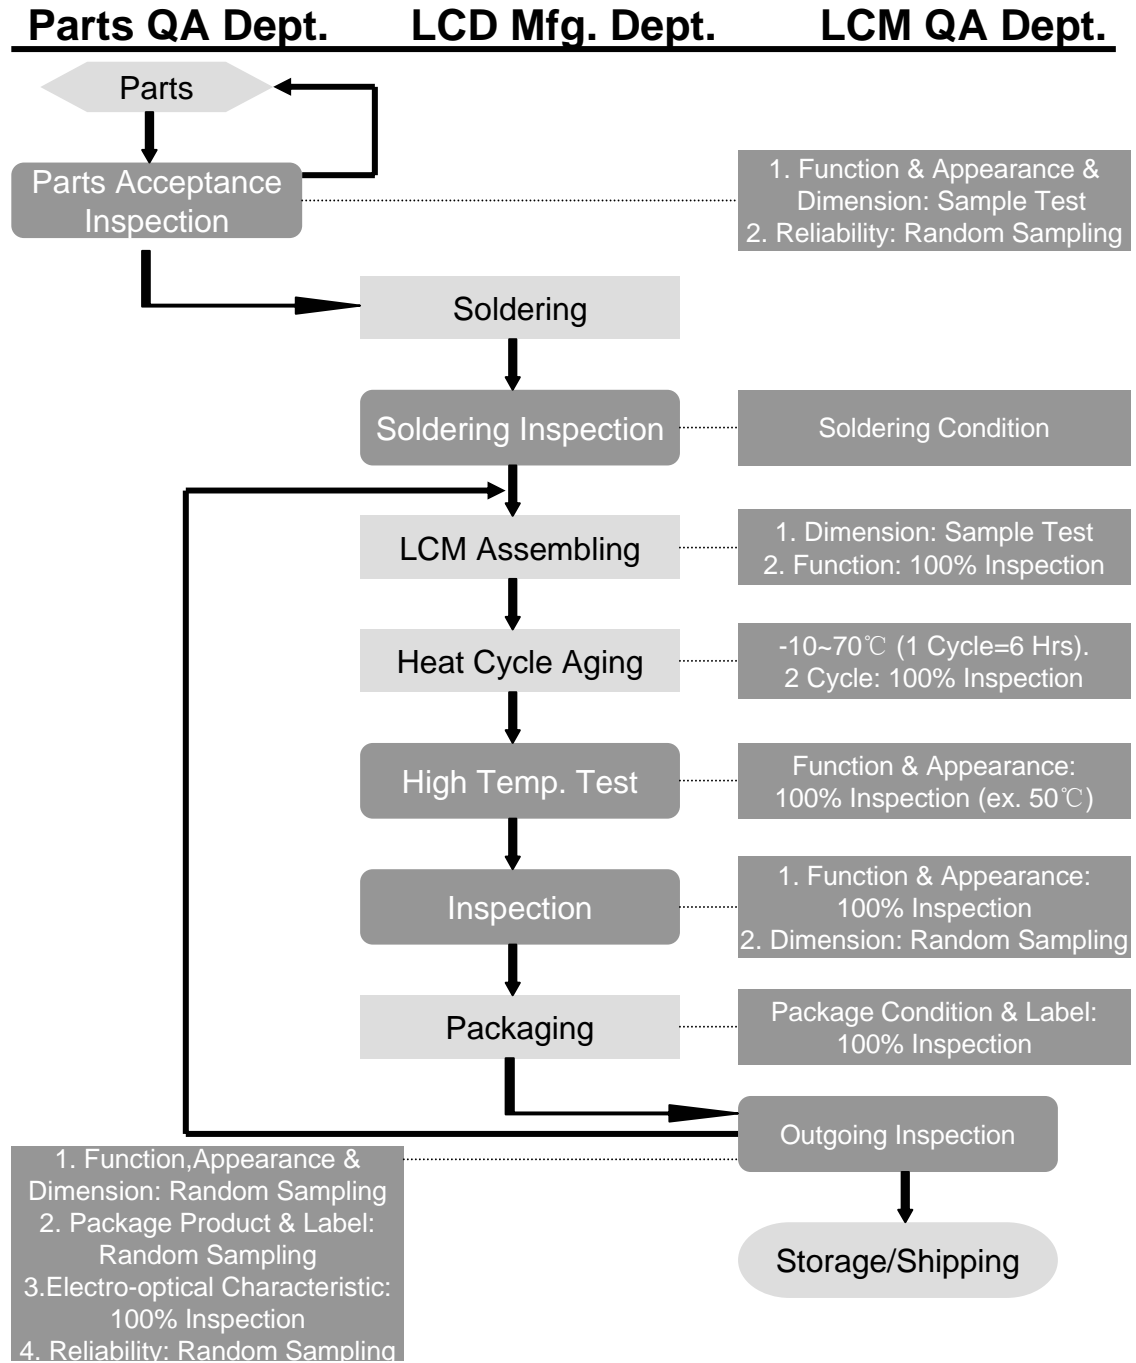 Parts QA Dept. LCD Mfg. Dept. LCM QA Dept.
Parts
Parts Acceptance
Inspection
1. Function & Appearance &
Dimension: Sample Test
2. Reliability: Random Sampling
Soldering
Soldering Inspection
Soldering Condition
LCM Assembling
1. Dimension: Sample Test
2. Function: 100% Inspection
Heat Cycle Aging
-10~70℃ (1 Cycle=6 Hrs).
2 Cycle: 100% Inspection
High Temp. Test
Function & Appearance:
100% Inspection (ex. 50℃)
Inspection
1. Function & Appearance:
100% Inspection
2. Dimension: Random Sampling
Packaging
Package Condition & Label:
100% Inspection
Outgoing Inspection
1. Function,Appearance &
Dimension: Random Sampling
2. Package Product & Label:
Random Sampling
3.Electro-optical Characteristic:
100% Inspection
4. Reliability: Random Sampling
Storage/Shipping